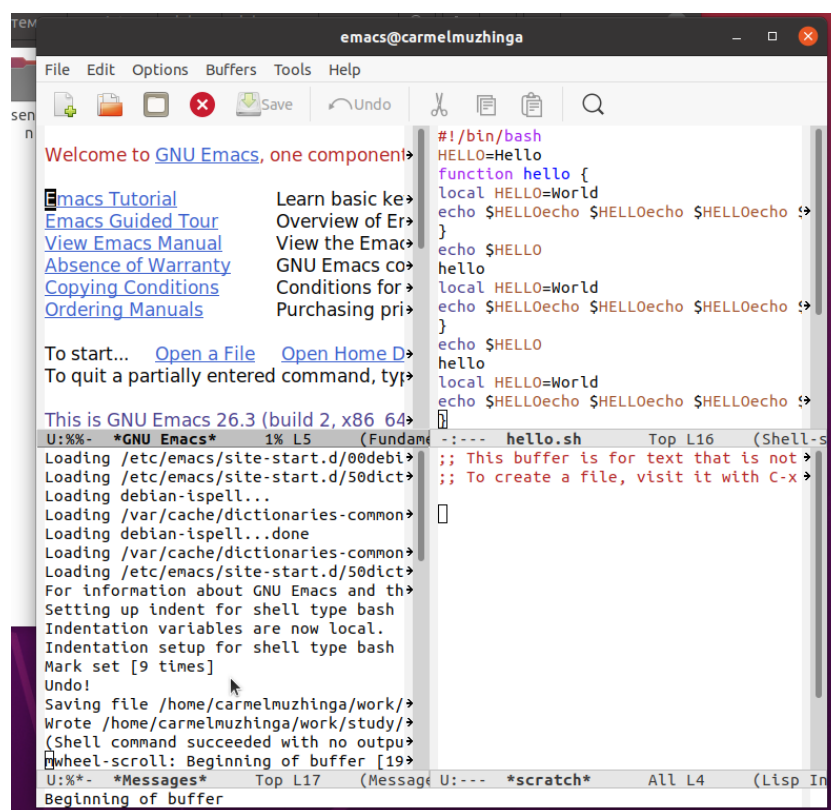 тем
emacs@carmelmuzhinga
File Edit Options Buffers Tools Help
Save Undo
sen
n
Welcome to GNU Emacs, one component
Emacs Tutorial Learn basic ke
Emacs Guided Tour Overview of Em
View Emacs Manual View the Emac
Absence of Warranty GNU Emacs co
Copying Conditions Conditions for
Ordering Manuals Purchasing pri
To start... Open a File Open Home D
To quit a partially entered command, typ
This is GNU Emacs 26.3 (build 2, x86_64
U:%%- *GNU Emacs* 1% L5 (Fundame
#!/bin/bash
HELLO=Hello
function hello {
local HELLO=World
echo $HELLOecho $HELLOecho $HELLOecho $
}
echo $HELLO
hello
local HELLO=World
echo $HELLOecho $HELLOecho $HELLOecho $
}
echo $HELLO
hello
local HELLO=World
echo $HELLOecho $HELLOecho $HELLOecho $
}
-:--- hello.sh Top L16 (Shell-s
Loading /etc/emacs/site-start.d/00debi
Loading /etc/emacs/site-start.d/50dict
Loading debian-ispell...
Loading /var/cache/dictionaries-common
Loading debian-ispell...done
Loading /var/cache/dictionaries-common
Loading /etc/emacs/site-start.d/50dict
For information about GNU Emacs and th
Setting up indent for shell type bash
Indentation variables are now local.
Indentation setup for shell type bash
Mark set [9 times]
Undo!
Saving file /home/carmelmuzhinga/work/
Wrote /home/carmelmuzhinga/work/study/
(Shell command succeeded with no outpu
mwheel-scroll: Beginning of buffer [19
U:%*- *Messages* Top L17 (Message
;; This buffer is for text that is not
;; To create a file, visit it with C-x
U:--- *scratch* All L4 (Lisp In
Beginning of buffer